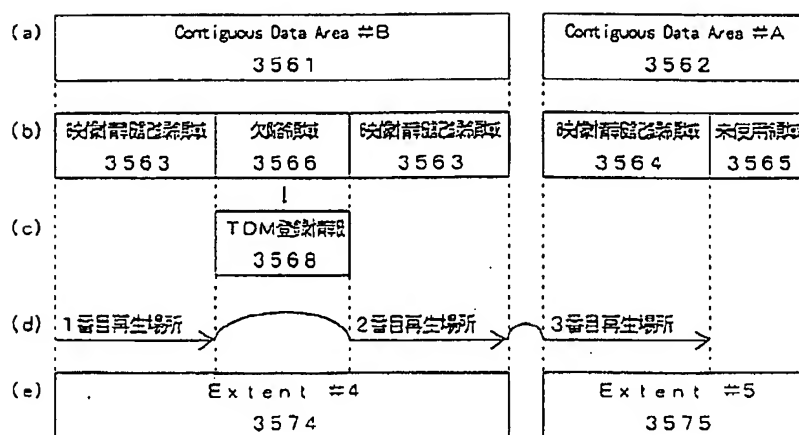 (a) Contiguous Data Area #B Contiguous Data Area #A
3561 3562
(b) 映像情報記録領域 欠陥領域 映像情報記録領域 映像情報記録領域 未使用領域
3563 3566 3563 3564 3565
(c) TDM登録情報
3568
(d) 1番目再生場所 2番目再生場所 3番目再生場所
(e) Extent #4 Extent #5
3574 3575